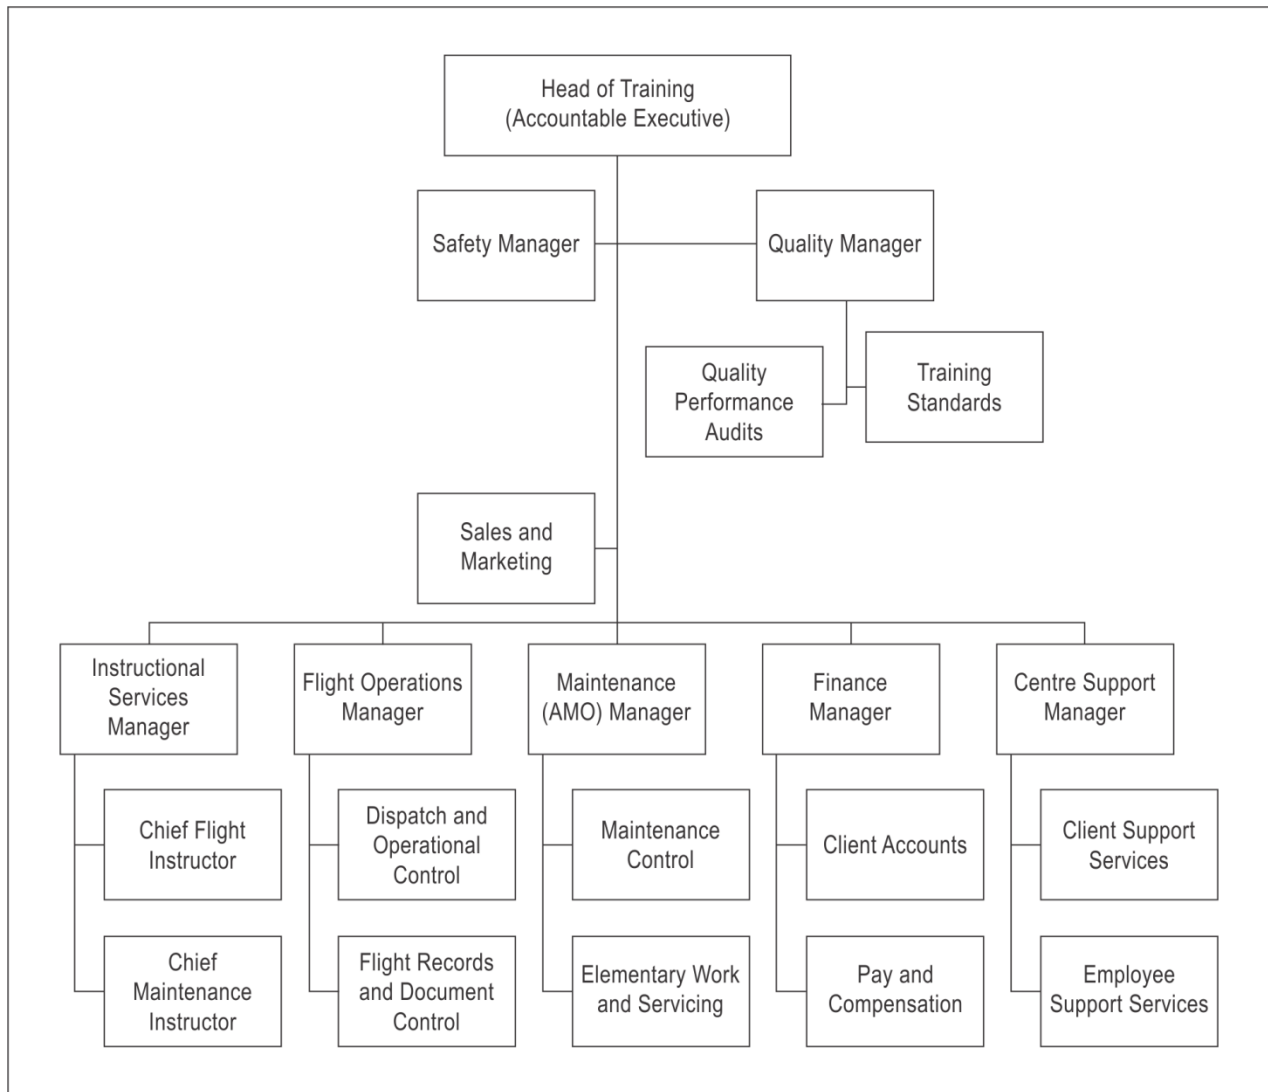 Head of Training
(Accountable Executive)
Safety Manager
Quality Manager
Quality
Performance
Audits
Training
Standards
Sales and
Marketing
Instructional
Services
Manager
Flight Operations
Manager
Maintenance
(AMO) Manager
Finance
Manager
Centre Support
Manager
Chief Flight
Instructor
Dispatch and
Operational
Control
Maintenance
Control
Client Accounts
Client Support
Services
Chief
Maintenance
Instructor
Flight Records
and Document
Control
Elementary Work
and Servicing
Pay and
Compensation
Employee
Support Services